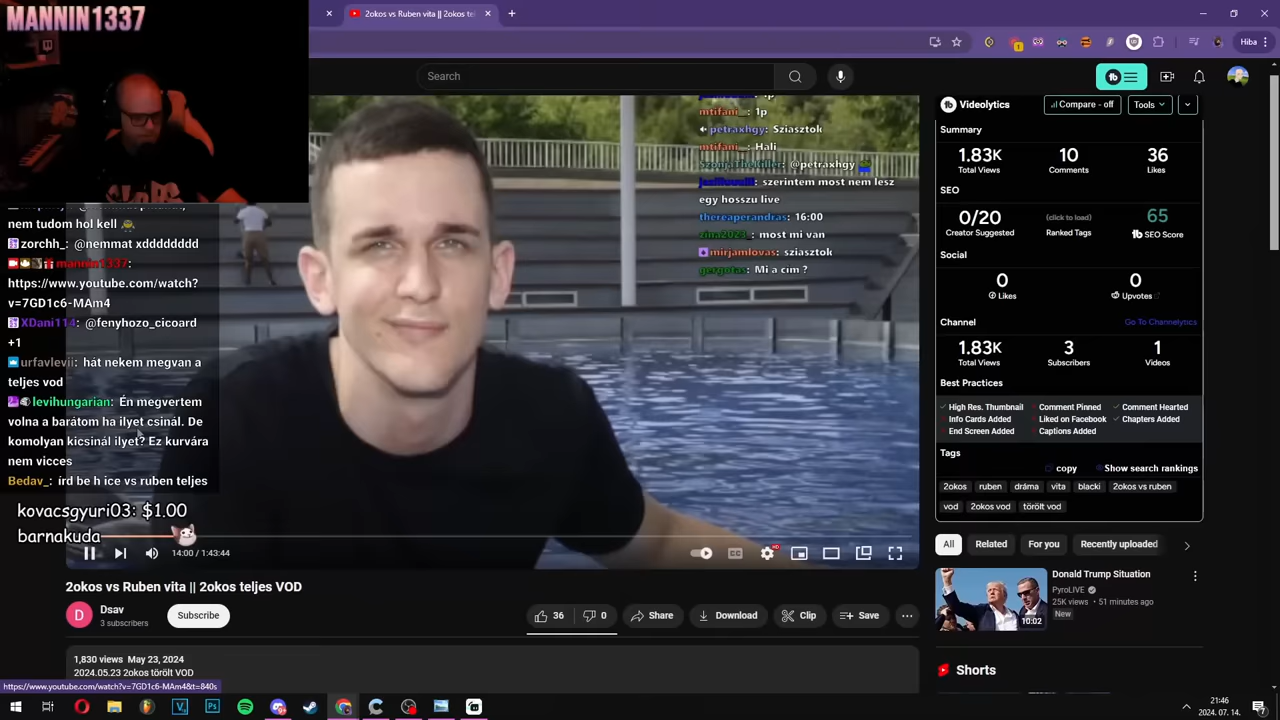 MANNIN1337
2okos vs Ruben vita || 2okos tel
Hiba
Search
mtifani_: 1p
petraxhgy: Sziasztok
mtifani_: Hali
SzonjaTheKiller: @petraxhgy
szerintem most nem lesz
egy hosszu live
thereaperandras: 16:00
zina2023_: most mi van
mirjamlovas: sziasztok
gergotas: Mi a cim ?
nem tudom hol kell
zorchh_: @nemmat xddddddd
mannin1337:
https://www.youtube.com/watch?
v=7GD1c6-MAm4
XDani114: @fenyhozo_cicoard
+1
urfavlevii: hát nekem megvan a
teljes vod
levihungarian: Én megvertem
volna a barátom ha ilyet csinál. De
komolyan kicsinál ilyet? Ez kurvára
nem vicces
Bedav_: ird be h ice vs ruben teljes
kovacsgyuri03: $1.00
barnakuda
14:00 / 1:43:44
HD
2okos vs Ruben vita || 2okos teljes VOD
D
Dsav
3 subscribers
Subscribe
36
0
Share
Download
Clip
Save
1,830 views May 23, 2024
2024.05.23 2okos törölt VOD
https://www.youtube.com/watch?v=7GD1c6-MAm4&t=840s
Videolytics
Compare - off
Tools
Summary
1.83K
10
36
Total Views
Comments
Likes
SEO
0/20
(click to load)
65
Creator Suggested
Ranked Tags
SEO Score
Social
0
0
Likes
Upvotes
Channel
Go To Channelytics
1.83K
3
1
Total Views
Subscribers
Videos
Best Practices
High Res. Thumbnail
Comment Pinned
Comment Hearted
Info Cards Added
Liked on Facebook
Chapters Added
End Screen Added
Captions Added
Tags
copy
Show search rankings
2okos
ruben
dráma
vita
blacki
2okos vs ruben
vod
2okos vod
törölt vod
All
Related
For you
Recently uploaded
Donald Trump Situation
PyroLIVE
25K views • 51 minutes ago
New
10:02
Shorts
21:46
2024. 07. 14.